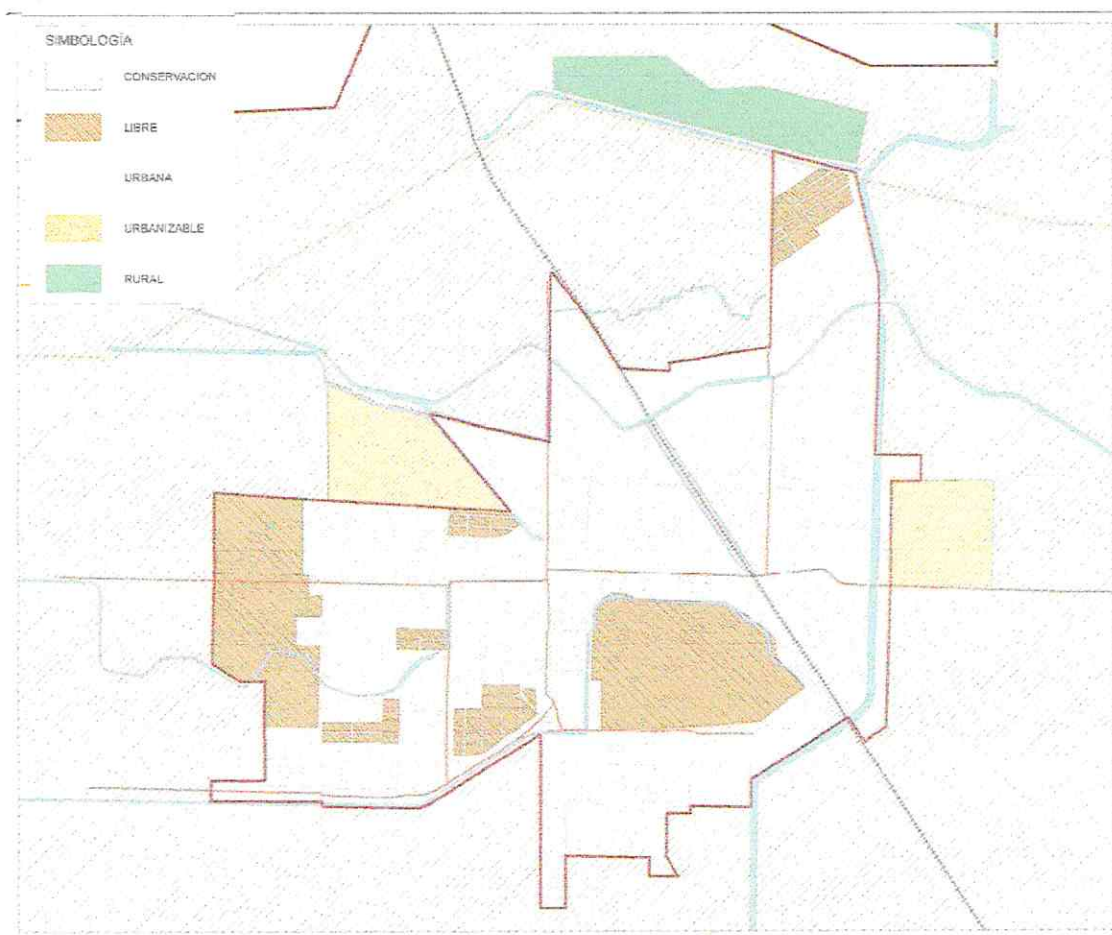 SIMBOLOGÍA
CONSERVACION
LIBRE
URBANA
URBANIZABLE
RURAL